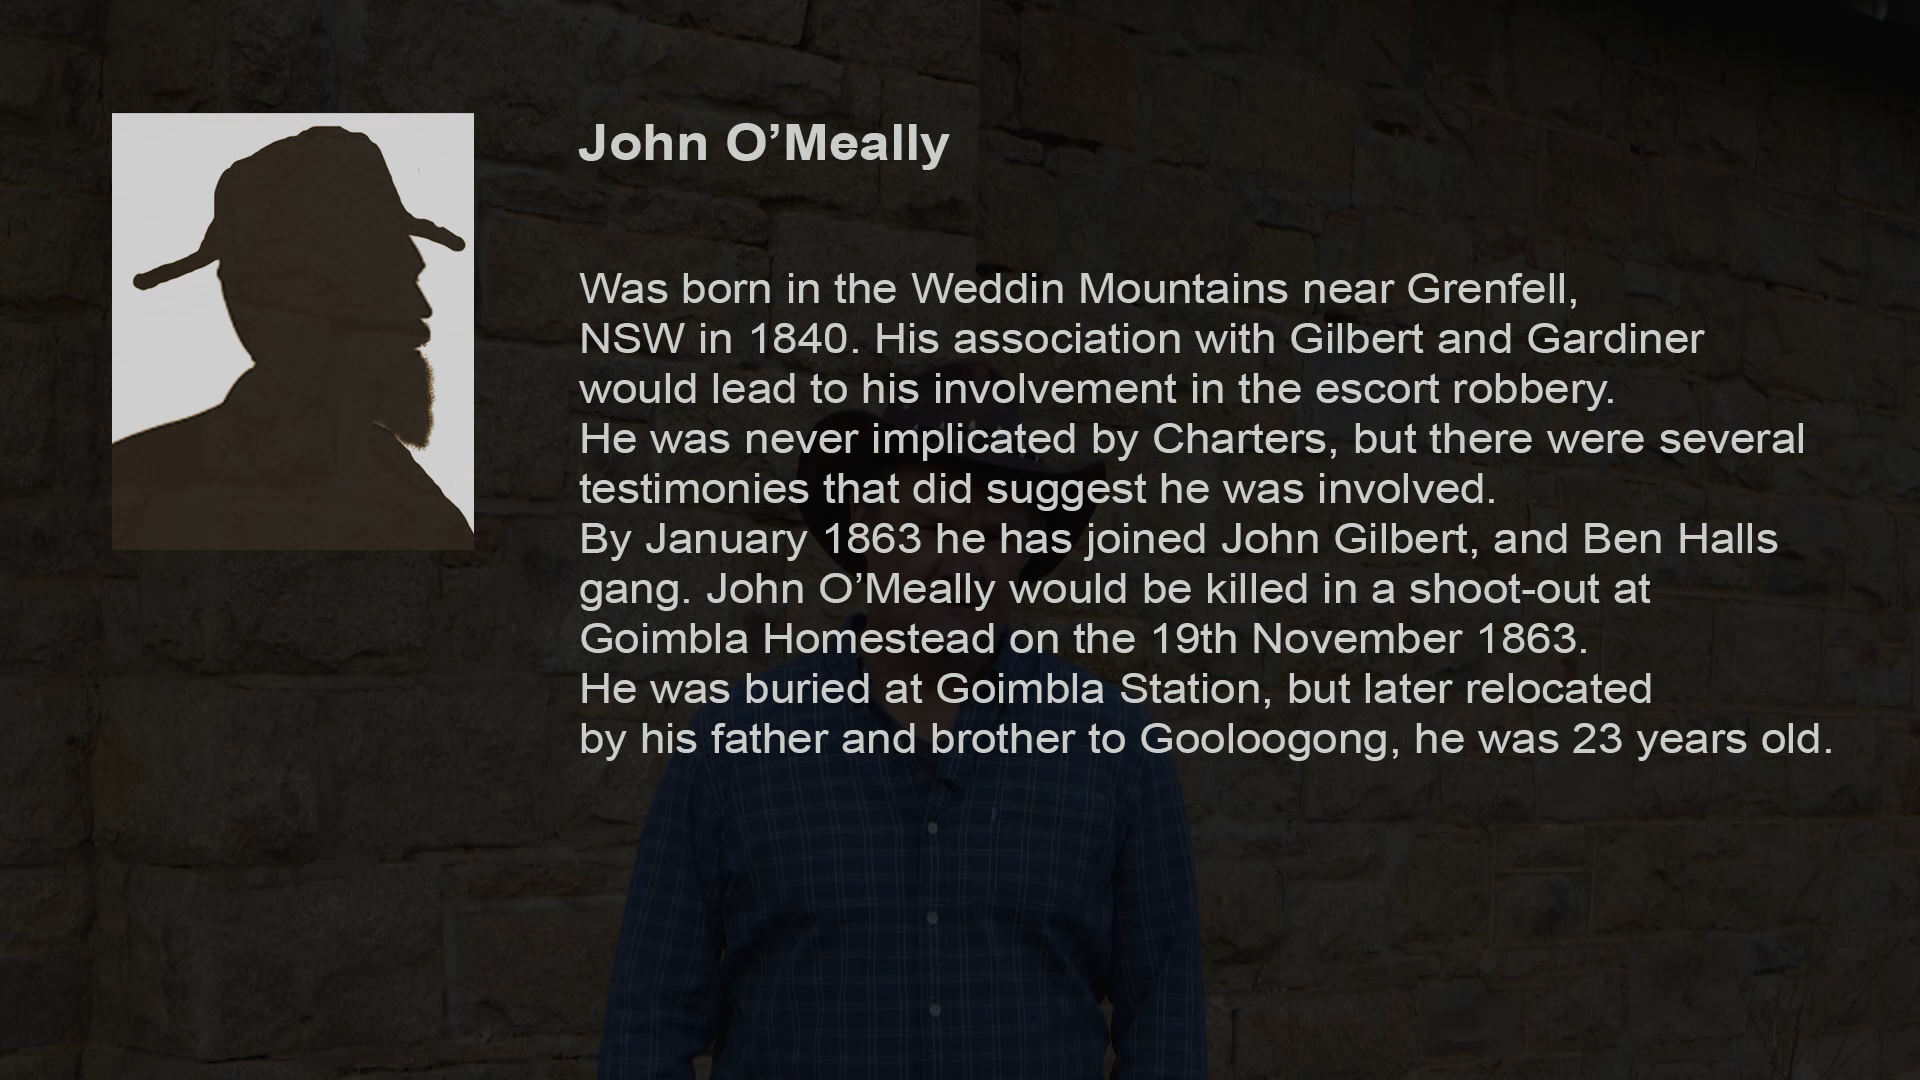 John O’Meally
Was born in the Weddin Mountains near Grenfell,
NSW in 1840. His association with Gilbert and Gardiner
would lead to his involvement in the escort robbery.
He was never implicated by Charters, but there were several
testimonies that did suggest he was involved.
By January 1863 he has joined John Gilbert, and Ben Halls
gang. John O’Meally would be killed in a shoot-out at
Goimbla Homestead on the 19th November 1863.
He was buried at Goimbla Station, but later relocated
by his father and brother to Gooloogong, he was 23 years old.